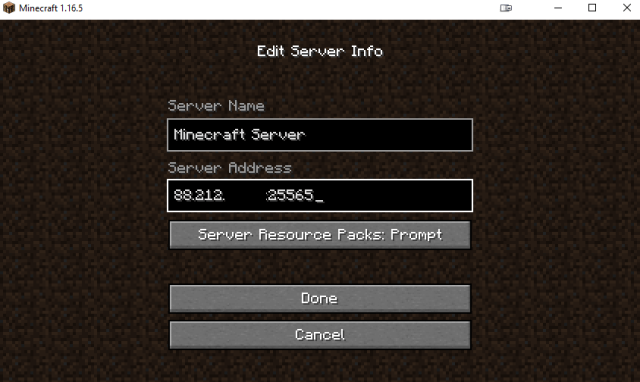 Minecraft 1.16.5
Edit Server Info
Server Name
Minecraft Server
Server Address
88.212. :25565_
Server Resource Packs: Prompt
Done
Cancel